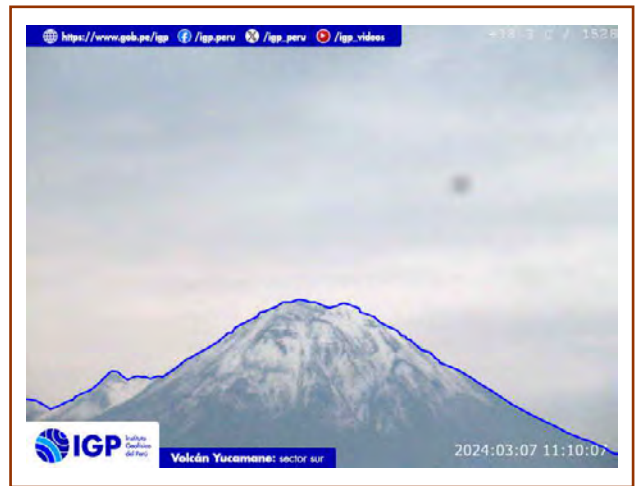 https://www.gob.pe/igp /igp.peru /igp_peru /igp_videos
IGP Instituto
Geofísico
del Perú
Volcán Yucamane: sector sur
2024:03:07 11:10:07